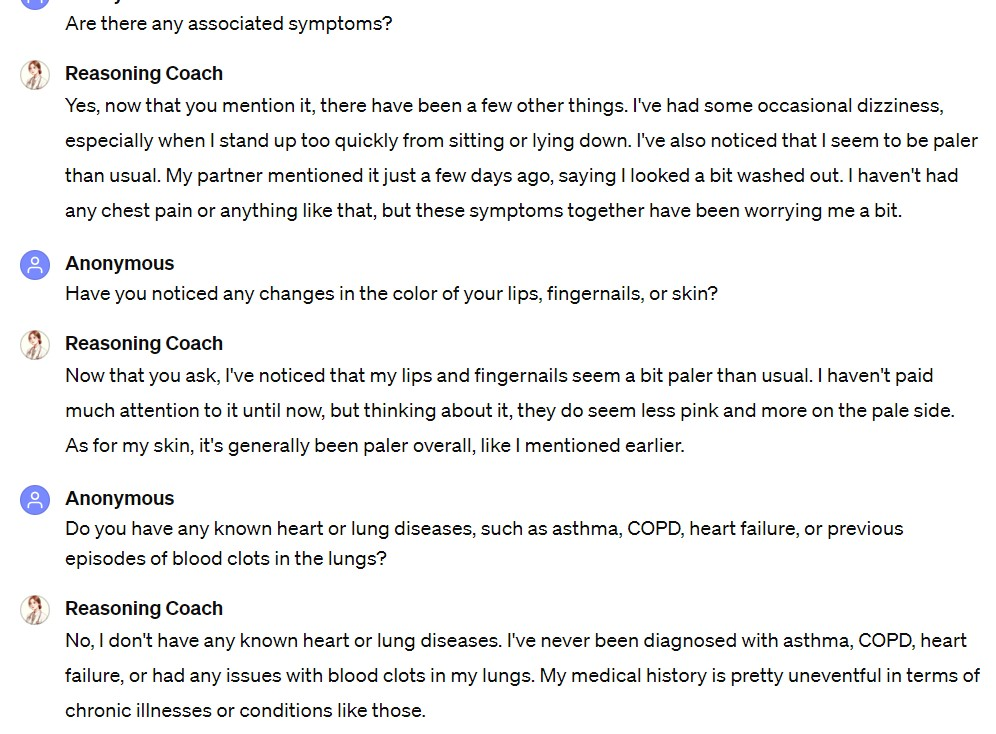 Are there any associated symptoms?
Reasoning Coach
Yes, now that you mention it, there have been a few other things. I've had some occasional dizziness,
especially when I stand up too quickly from sitting or lying down. I've also noticed that I seem to be paler
than usual. My partner mentioned it just a few days ago, saying I looked a bit washed out. I haven't had
any chest pain or anything like that, but these symptoms together have been worrying me a bit.
Anonymous
Have you noticed any changes in the color of your lips, fingernails, or skin?
Reasoning Coach
Now that you ask, I've noticed that my lips and fingernails seem a bit paler than usual. I haven't paid
much attention to it until now, but thinking about it, they do seem less pink and more on the pale side.
As for my skin, it's generally been paler overall, like I mentioned earlier.
Anonymous
Do you have any known heart or lung diseases, such as asthma, COPD, heart failure, or previous
episodes of blood clots in the lungs?
Reasoning Coach
No, I don't have any known heart or lung diseases. I've never been diagnosed with asthma, COPD, heart
failure, or had any issues with blood clots in my lungs. My medical history is pretty uneventful in terms of
chronic illnesses or conditions like those.